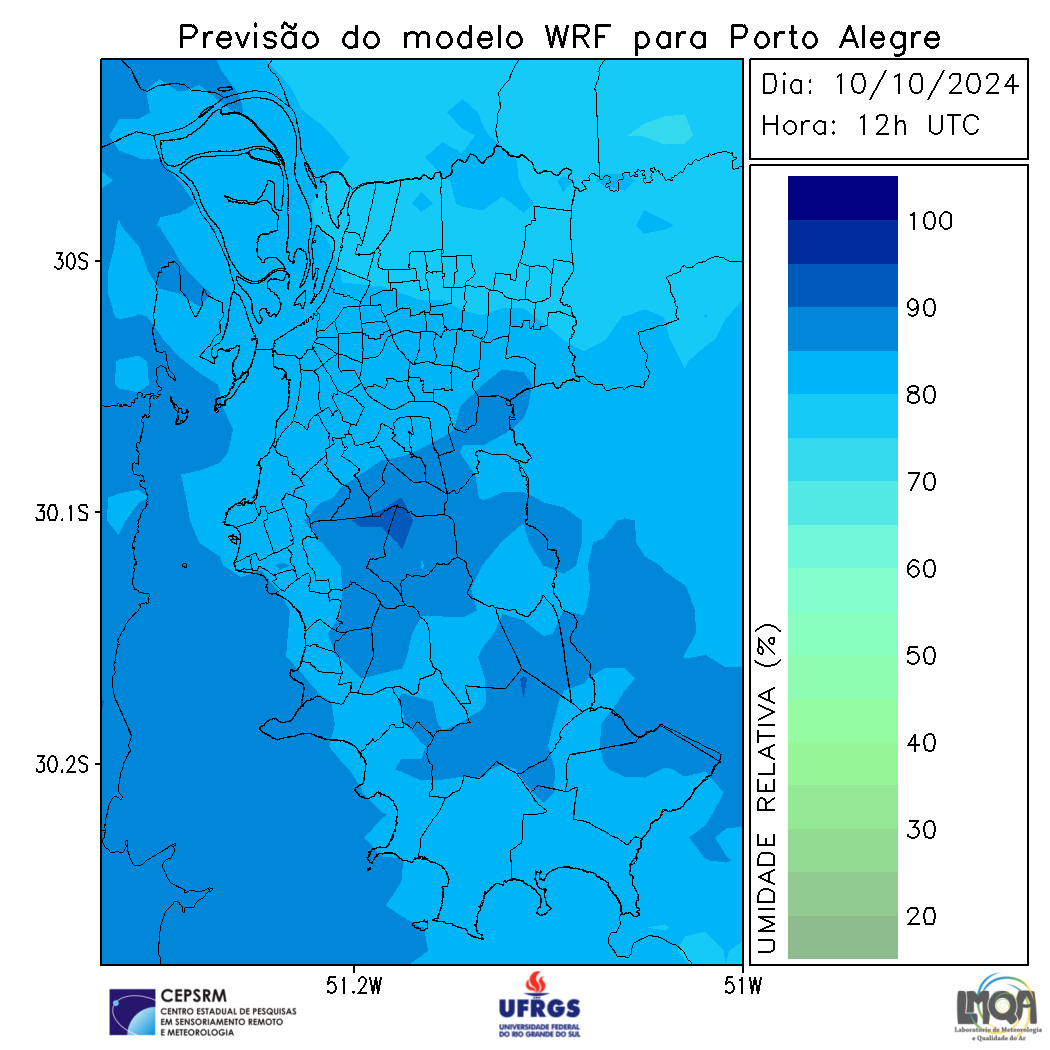 Previsão do modelo WRF para Porto Alegre
Dia: 10/10/2024
Hora: 12h UTC
30S
30.1S
30.2S
51.2W
51W
100
90
80
70
60
50
40
30
20
UMIDADE RELATIVA (%)
CEPSRM
CENTRO ESTADUAL DE PESQUISAS
EM SENSORIAMENTO REMOTO
E METEOROLOGIA
UFRGS
UNIVERSIDADE FEDERAL
DO RIO GRANDE DO SUL
LMQA
Laboratório de Meteorologia
e Qualidade do Ar